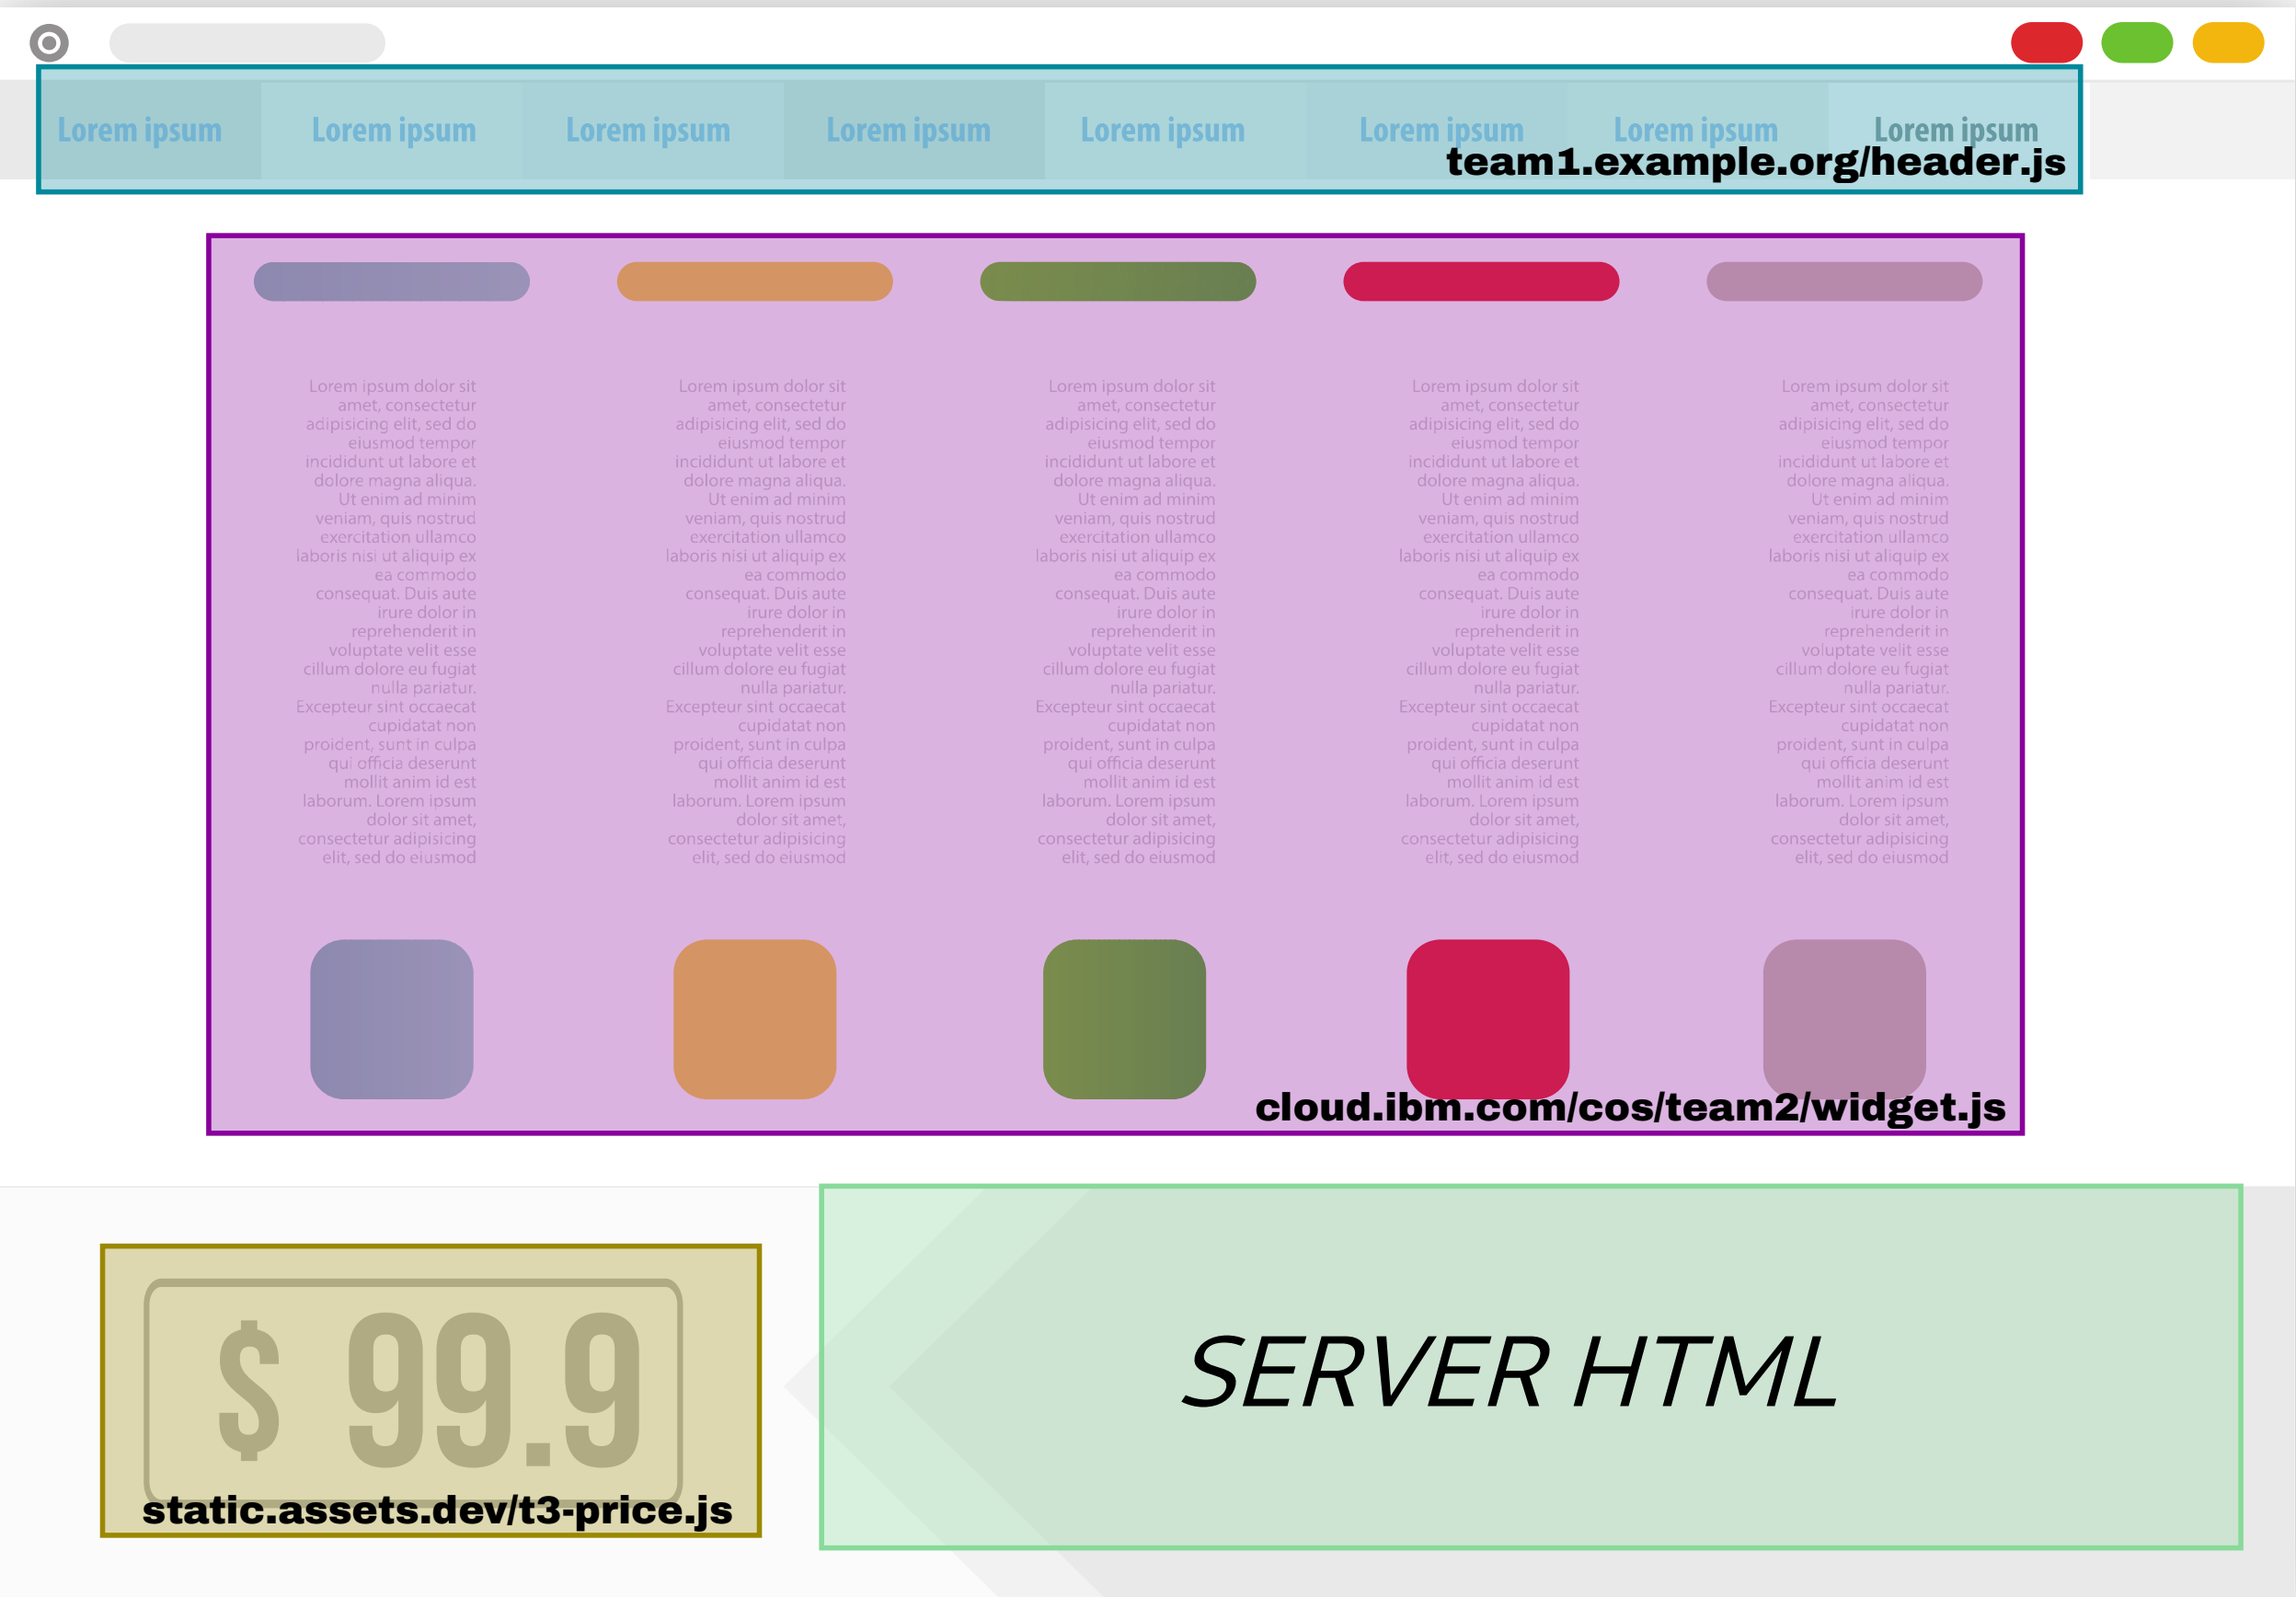 Lorem ipsum Lorem ipsum Lorem ipsum Lorem ipsum Lorem ipsum Lorem ipsum Lorem ipsum Lorem ipsum
team1.example.org/header.js
Lorem ipsum dolor sit
amet, consectetur
adipisicing elit, sed do
eiusmod tempor
incididunt ut labore et
dolore magna aliqua.
Ut enim ad minim
veniam, quis nostrud
exercitation ullamco
laboris nisi ut aliquip ex
ea commodo
consequat. Duis aute
irure dolor in
reprehenderit in
voluptate velit esse
cillum dolore eu fugiat
nulla pariatur.
Excepteur sint occaecat
cupidatat non
proident, sunt in culpa
qui officia deserunt
mollit anim id est
laborum. Lorem ipsum
dolor sit amet,
consectetur adipisicing
elit, sed do eiusmod
Lorem ipsum dolor sit
amet, consectetur
adipisicing elit, sed do
eiusmod tempor
incididunt ut labore et
dolore magna aliqua.
Ut enim ad minim
veniam, quis nostrud
exercitation ullamco
laboris nisi ut aliquip ex
ea commodo
consequat. Duis aute
irure dolor in
reprehenderit in
voluptate velit esse
cillum dolore eu fugiat
nulla pariatur.
Excepteur sint occaecat
cupidatat non
proident, sunt in culpa
qui officia deserunt
mollit anim id est
laborum. Lorem ipsum
dolor sit amet,
consectetur adipisicing
elit, sed do eiusmod
Lorem ipsum dolor sit
amet, consectetur
adipisicing elit, sed do
eiusmod tempor
incididunt ut labore et
dolore magna aliqua.
Ut enim ad minim
veniam, quis nostrud
exercitation ullamco
laboris nisi ut aliquip ex
ea commodo
consequat. Duis aute
irure dolor in
reprehenderit in
voluptate velit esse
cillum dolore eu fugiat
nulla pariatur.
Excepteur sint occaecat
cupidatat non
proident, sunt in culpa
qui officia deserunt
mollit anim id est
laborum. Lorem ipsum
dolor sit amet,
consectetur adipisicing
elit, sed do eiusmod
Lorem ipsum dolor sit
amet, consectetur
adipisicing elit, sed do
eiusmod tempor
incididunt ut labore et
dolore magna aliqua.
Ut enim ad minim
veniam, quis nostrud
exercitation ullamco
laboris nisi ut aliquip ex
ea commodo
consequat. Duis aute
irure dolor in
reprehenderit in
voluptate velit esse
cillum dolore eu fugiat
nulla pariatur.
Excepteur sint occaecat
cupidatat non
proident, sunt in culpa
qui officia deserunt
mollit anim id est
laborum. Lorem ipsum
dolor sit amet,
consectetur adipisicing
elit, sed do eiusmod
Lorem ipsum dolor sit
amet, consectetur
adipisicing elit, sed do
eiusmod tempor
incididunt ut labore et
dolore magna aliqua.
Ut enim ad minim
veniam, quis nostrud
exercitation ullamco
laboris nisi ut aliquip ex
ea commodo
consequat. Duis aute
irure dolor in
reprehenderit in
voluptate velit esse
cillum dolore eu fugiat
nulla pariatur.
Excepteur sint occaecat
cupidatat non
proident, sunt in culpa
qui officia deserunt
mollit anim id est
laborum. Lorem ipsum
dolor sit amet,
consectetur adipisicing
elit, sed do eiusmod
cloud.ibm.com/cos/team2/widget.js
$ 99.9
static.assets.dev/t3-price.js
SERVER HTML